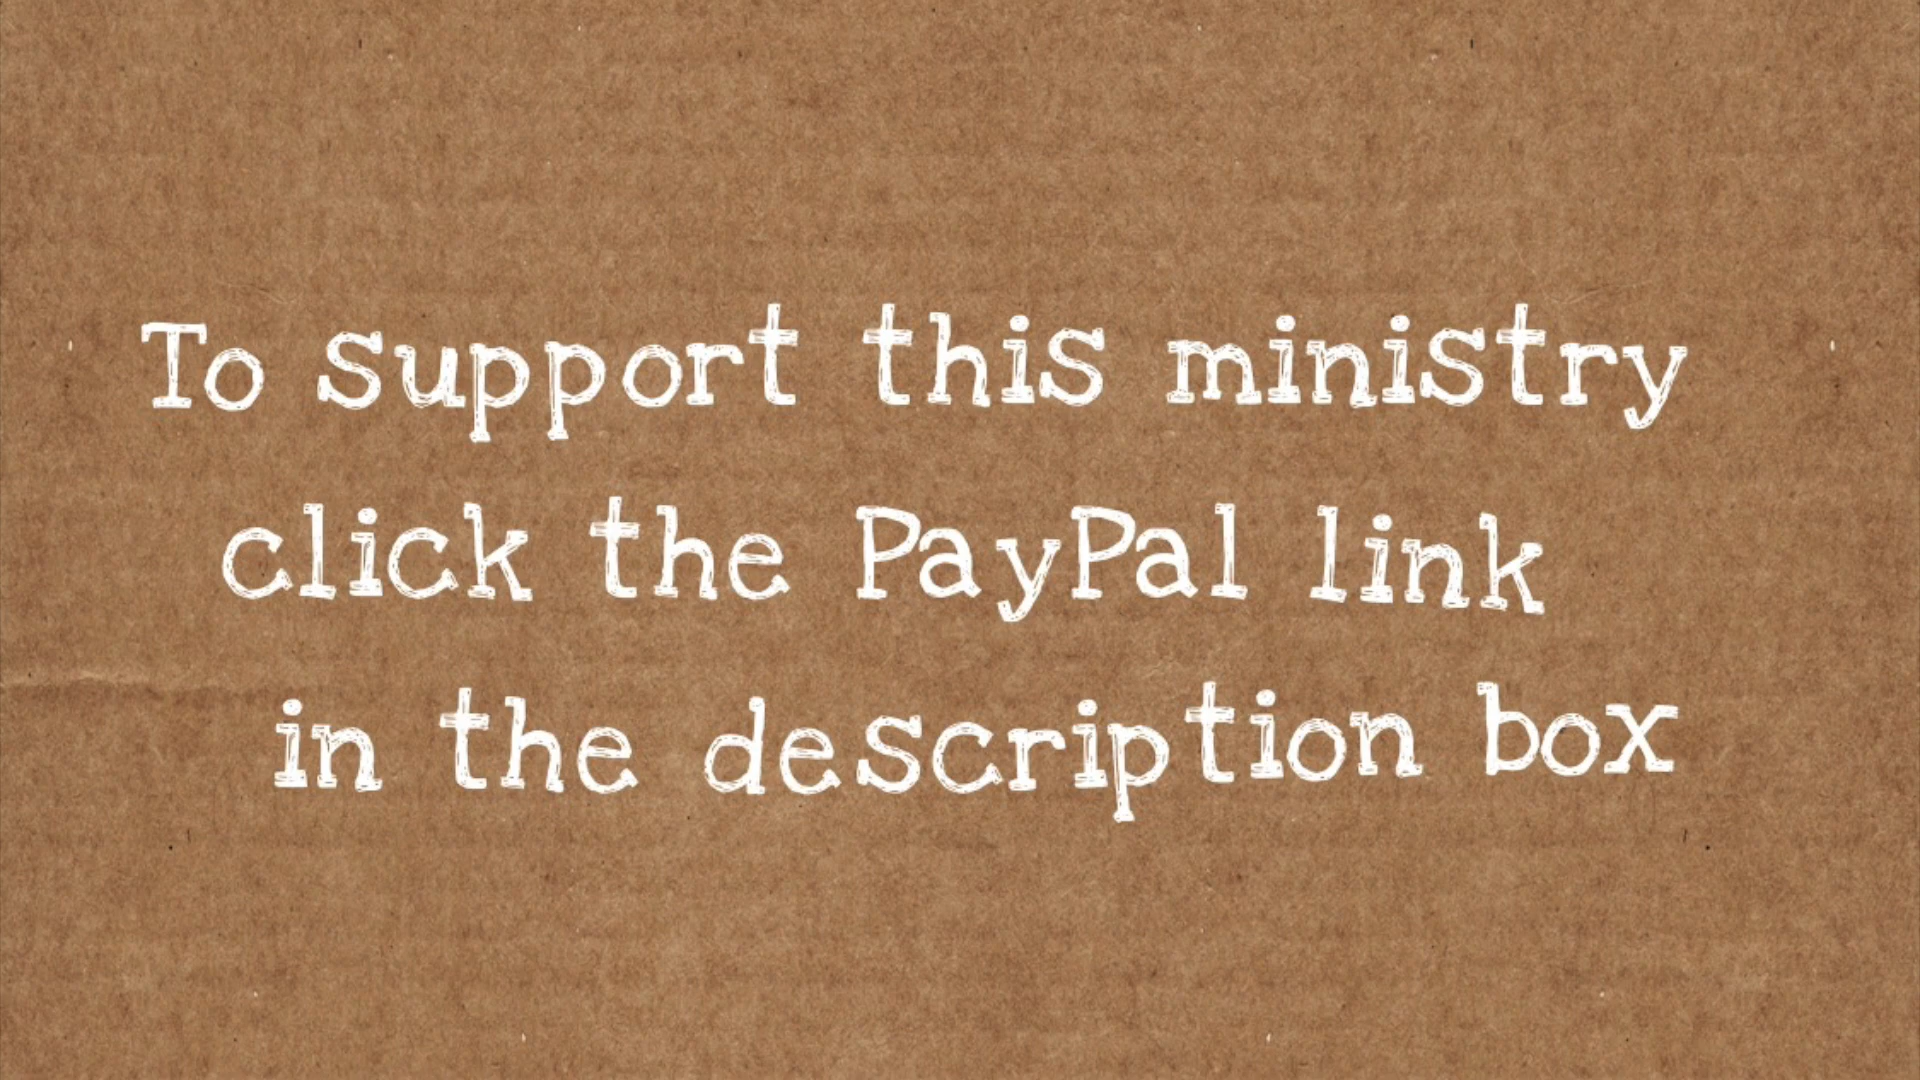 To support this ministry
click the PayPal link
in the description box